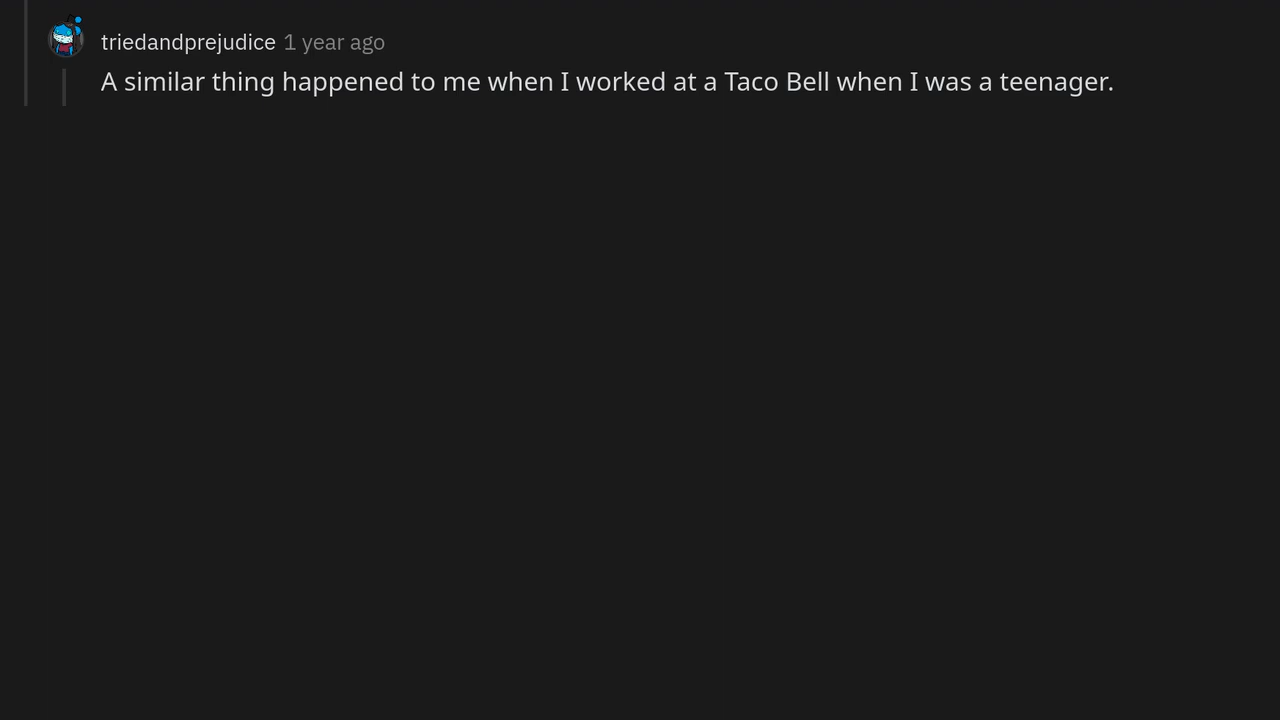 triedandprejudice 1 year ago
A similar thing happened to me when I worked at a Taco Bell when I was a teenager.